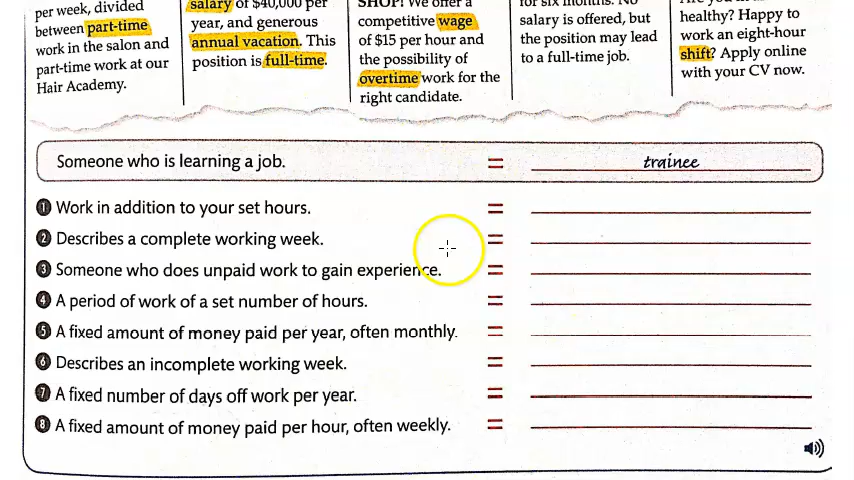 per week, divided
between part-time
work in the salon and
part-time work at our
Hair Academy.
salary of $40,000 per
year, and generous
annual vacation. This
position is full-time.
SHOP! We offer a
competitive wage
of $15 per hour and
the possibility of
overtime work for the
right candidate.
for six months. No
salary is offered, but
the position may lead
to a full-time job.
healthy? Happy to
work an eight-hour
shift? Apply online
with your CV now.
Someone who is learning a job. = trainee
1 Work in addition to your set hours. =
2 Describes a complete working week. =
3 Someone who does unpaid work to gain experience. =
4 A period of work of a set number of hours. =
5 A fixed amount of money paid per year, often monthly. =
6 Describes an incomplete working week. =
7 A fixed number of days off work per year. =
8 A fixed amount of money paid per hour, often weekly. =